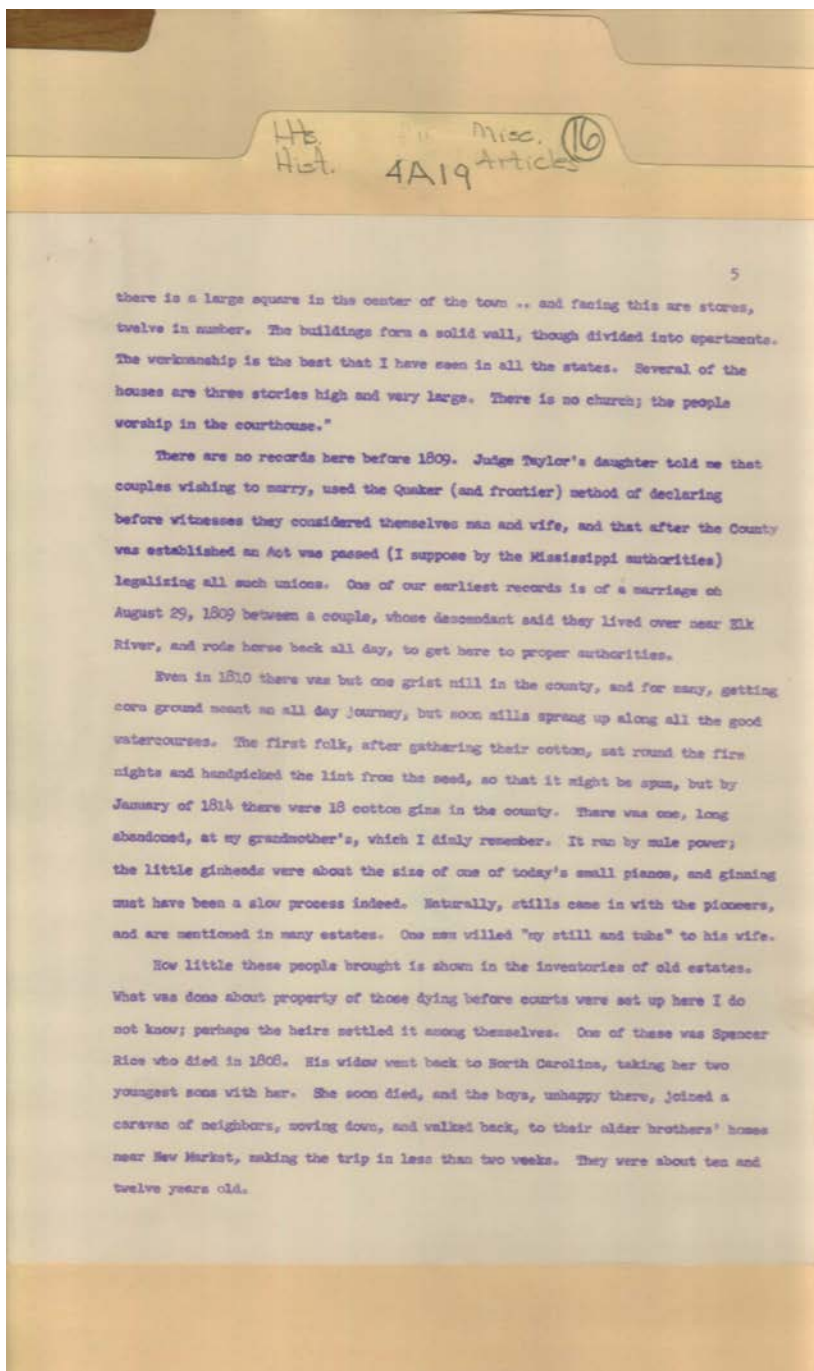 Hts. Misc. 16
Hist. 4A19 Articles
5
there is a large square in the center of the town .. and facing this are stores,
twelve in number. The buildings form a solid wall, though divided into apartments.
The workmanship is the best that I have seen in all the states. Several of the
houses are three stories high and very large. There is no church; the people
worship in the courthouse."
There are no records here before 1809. Judge Taylor's daughter told me that
couples wishing to marry, used the Quaker (and frontier) method of declaring
before witnesses they considered themselves man and wife, and that after the County
was established an Act was passed (I suppose by the Mississippi authorities)
legalizing all such unions. One of our earliest records is of a marriage on
August 29, 1809 between a couple, whose descendant said they lived over near Elk
River, and rode horse back all day, to get here to proper authorities.
Even in 1810 there was but one grist mill in the county, and for many, getting
corn ground meant an all day journey, but soon mills sprang up along all the good
watercourses. The first folk, after gathering their cotton, sat round the fire
nights and handpicked the lint from the seed, so that it might be spun, but by
January of 1814 there were 18 cotton gins in the county. There was one, long
abandoned, at my grandmother's, which I dimly remember. It ran by mule power;
the little ginheads were about the size of one of today's small pianos, and ginning
must have been a slow process indeed. Naturally, stills came in with the pioneers,
and are mentioned in many estates. One man willed "my still and tubs" to his wife.
How little these people brought is shown in the inventories of old estates.
What was done about property of those dying before courts were set up here I do
not know; perhaps the heirs settled it among themselves. One of these was Spencer
Rice who died in 1808. His widow went back to North Carolina, taking her two
youngest sons with her. She soon died, and the boys, unhappy there, joined a
caravan of neighbors, moving down, and walked back, to their older brothers' homes
near New Market, making the trip in less than two weeks. They were about ten and
twelve years old.